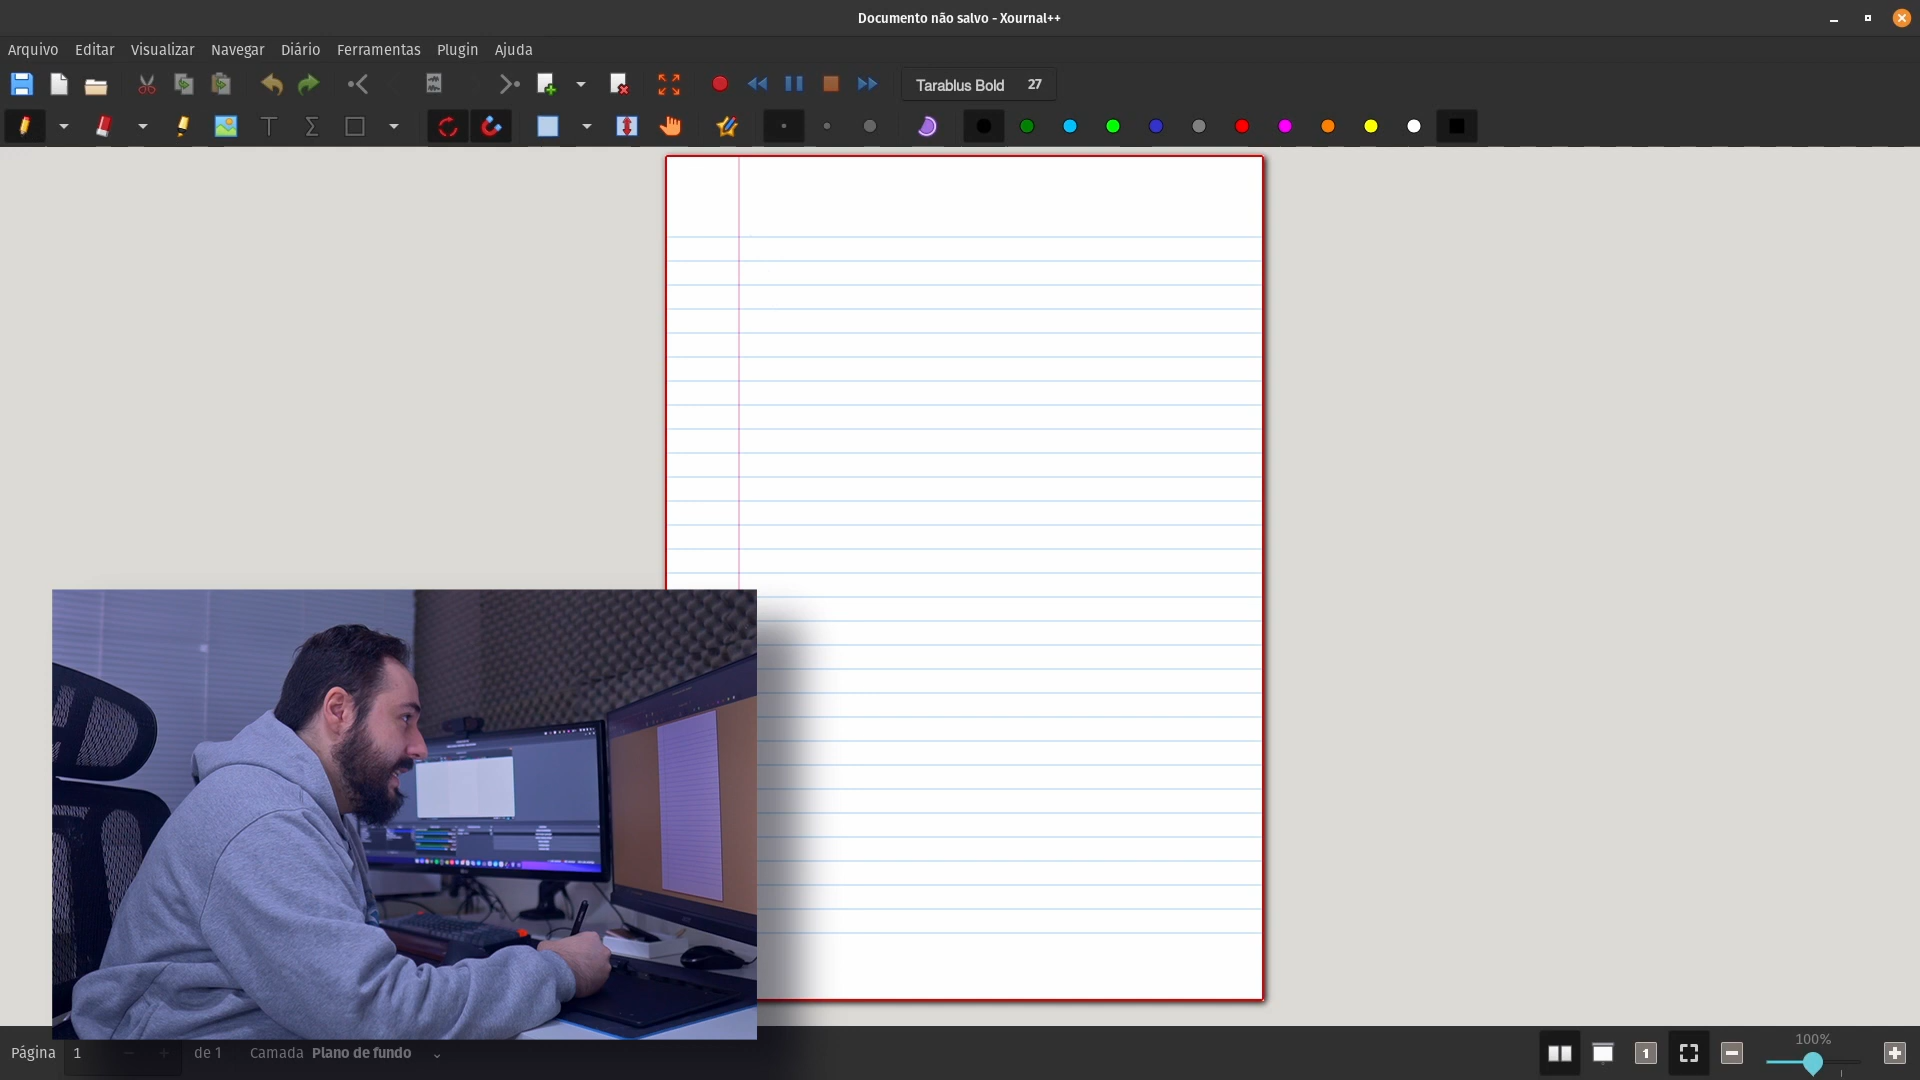 Documento não salvo - Xournal++
Arquivo Editar Visualizar Navegar Diário Ferramentas Plugin Ajuda
Tarablus Bold 27
Página 1 de 1 Camada Plano de fundo
1
100%